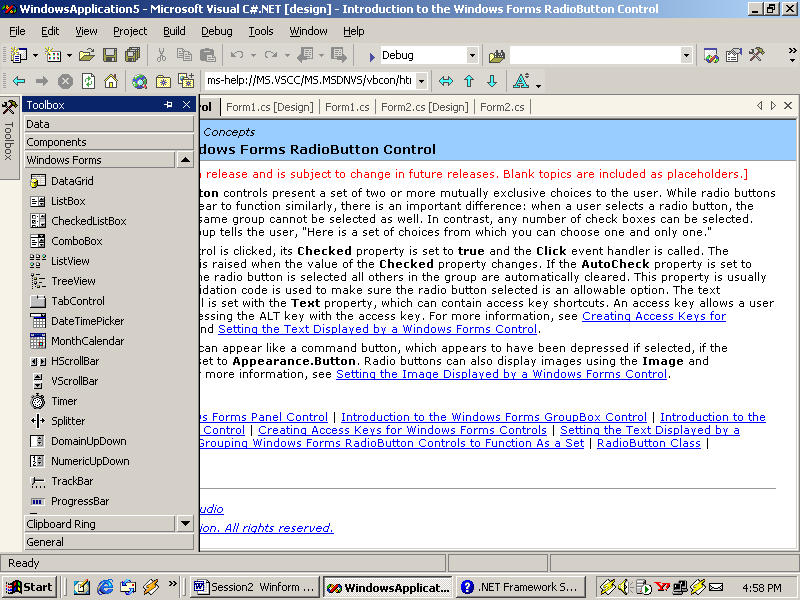 WindowsApplication5 - Microsoft Visual C#.NET [design] - Introduction to the Windows Forms RadioButton Control
File Edit View Project Build Debug Tools Window Help
Debug
ms-help://MS.VSCC/MS.MSDNVS/vbcon/ht
Toolbox
Toolbox
ol Form1.cs [Design] Form1.cs Form2.cs [Design] Form2.cs
Data
Components
Windows Forms
DataGrid
ListBox
CheckedListBox
ComboBox
ListView
TreeView
TabControl
DateTimePicker
MonthCalendar
HScrollBar
VScrollBar
Timer
Splitter
DomainUpDown
NumericUpDown
TrackBar
ProgressBar
Clipboard Ring
General
Concepts
dows Forms RadioButton Control
release and is subject to change in future releases. Blank topics are included as placeholders.]
ton controls present a set of two or more mutually exclusive choices to the user. While radio buttons
ear to function similarly, there is an important difference: when a user selects a radio button, the
same group cannot be selected as well. In contrast, any number of check boxes can be selected.
up tells the user, "Here is a set of choices from which you can choose one and only one."
trol is clicked, its Checked property is set to true and the Click event handler is called. The
is raised when the value of the Checked property changes. If the AutoCheck property is set to
he radio button is selected all others in the group are automatically cleared. This property is usually
idation code is used to make sure the radio button selected is an allowable option. The text
l is set with the Text property, which can contain access key shortcuts. An access key allows a user
essing the ALT key with the access key. For more information, see Creating Access Keys for
nd Setting the Text Displayed by a Windows Forms Control.
can appear like a command button, which appears to have been depressed if selected, if the
set to Appearance.Button. Radio buttons can also display images using the Image and
r more information, see Setting the Image Displayed by a Windows Forms Control.
s Forms Panel Control | Introduction to the Windows Forms GroupBox Control | Introduction to the
Control | Creating Access Keys for Windows Forms Controls | Setting the Text Displayed by a
Grouping Windows Forms RadioButton Controls to Function As a Set | RadioButton Class |
udio
ion. All rights reserved.
Ready
Start Session2 Winform ... WindowsApplicat... .NET Framework S... 4:58 PM